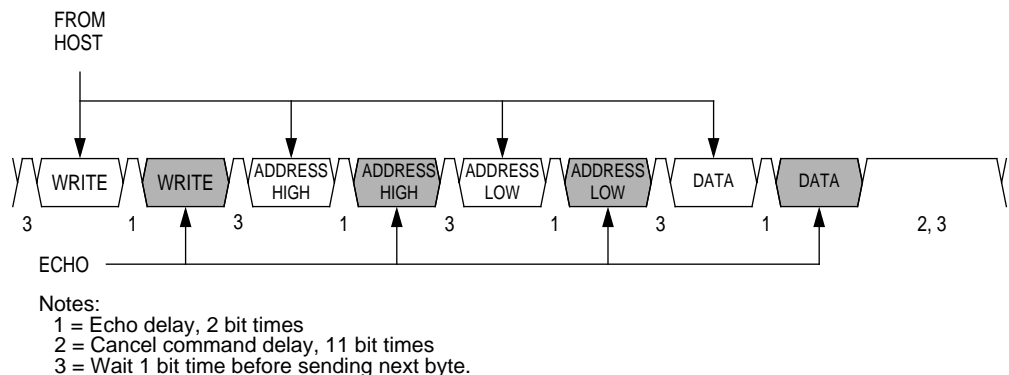 FROM
HOST
WRITE WRITE ADDRESS HIGH ADDRESS HIGH ADDRESS LOW ADDRESS LOW DATA DATA
3 1 3 1 3 1 3 1 2, 3
ECHO
Notes:
1 = Echo delay, 2 bit times
2 = Cancel command delay, 11 bit times
3 = Wait 1 bit time before sending next byte.